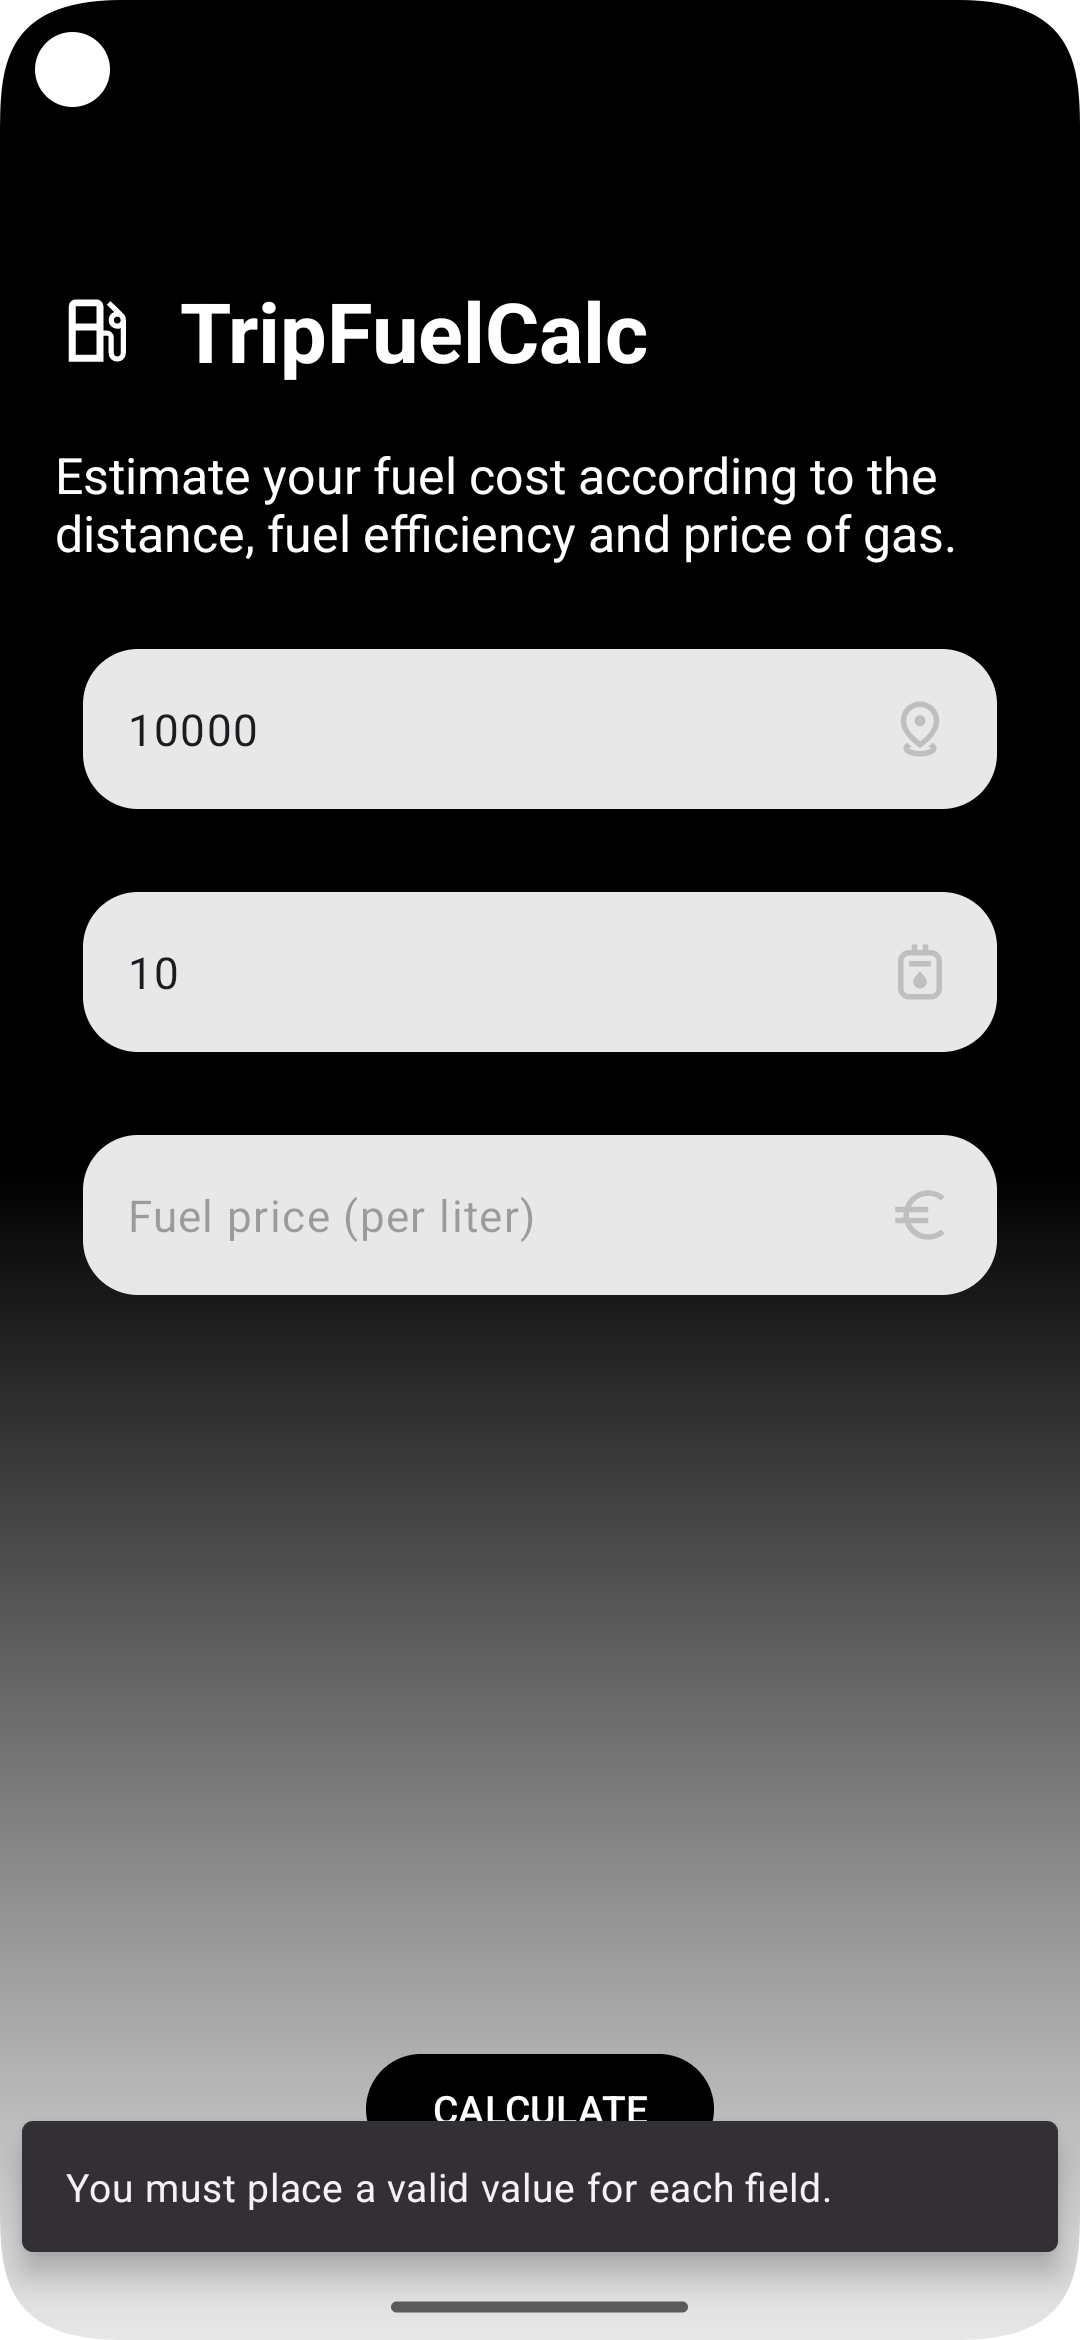 TripFuelCalc
Estimate your fuel cost according to the
distance, fuel efficiency and price of gas.
10000
10
Fuel price (per liter)
CALCULATE
You must place a valid value for each field.